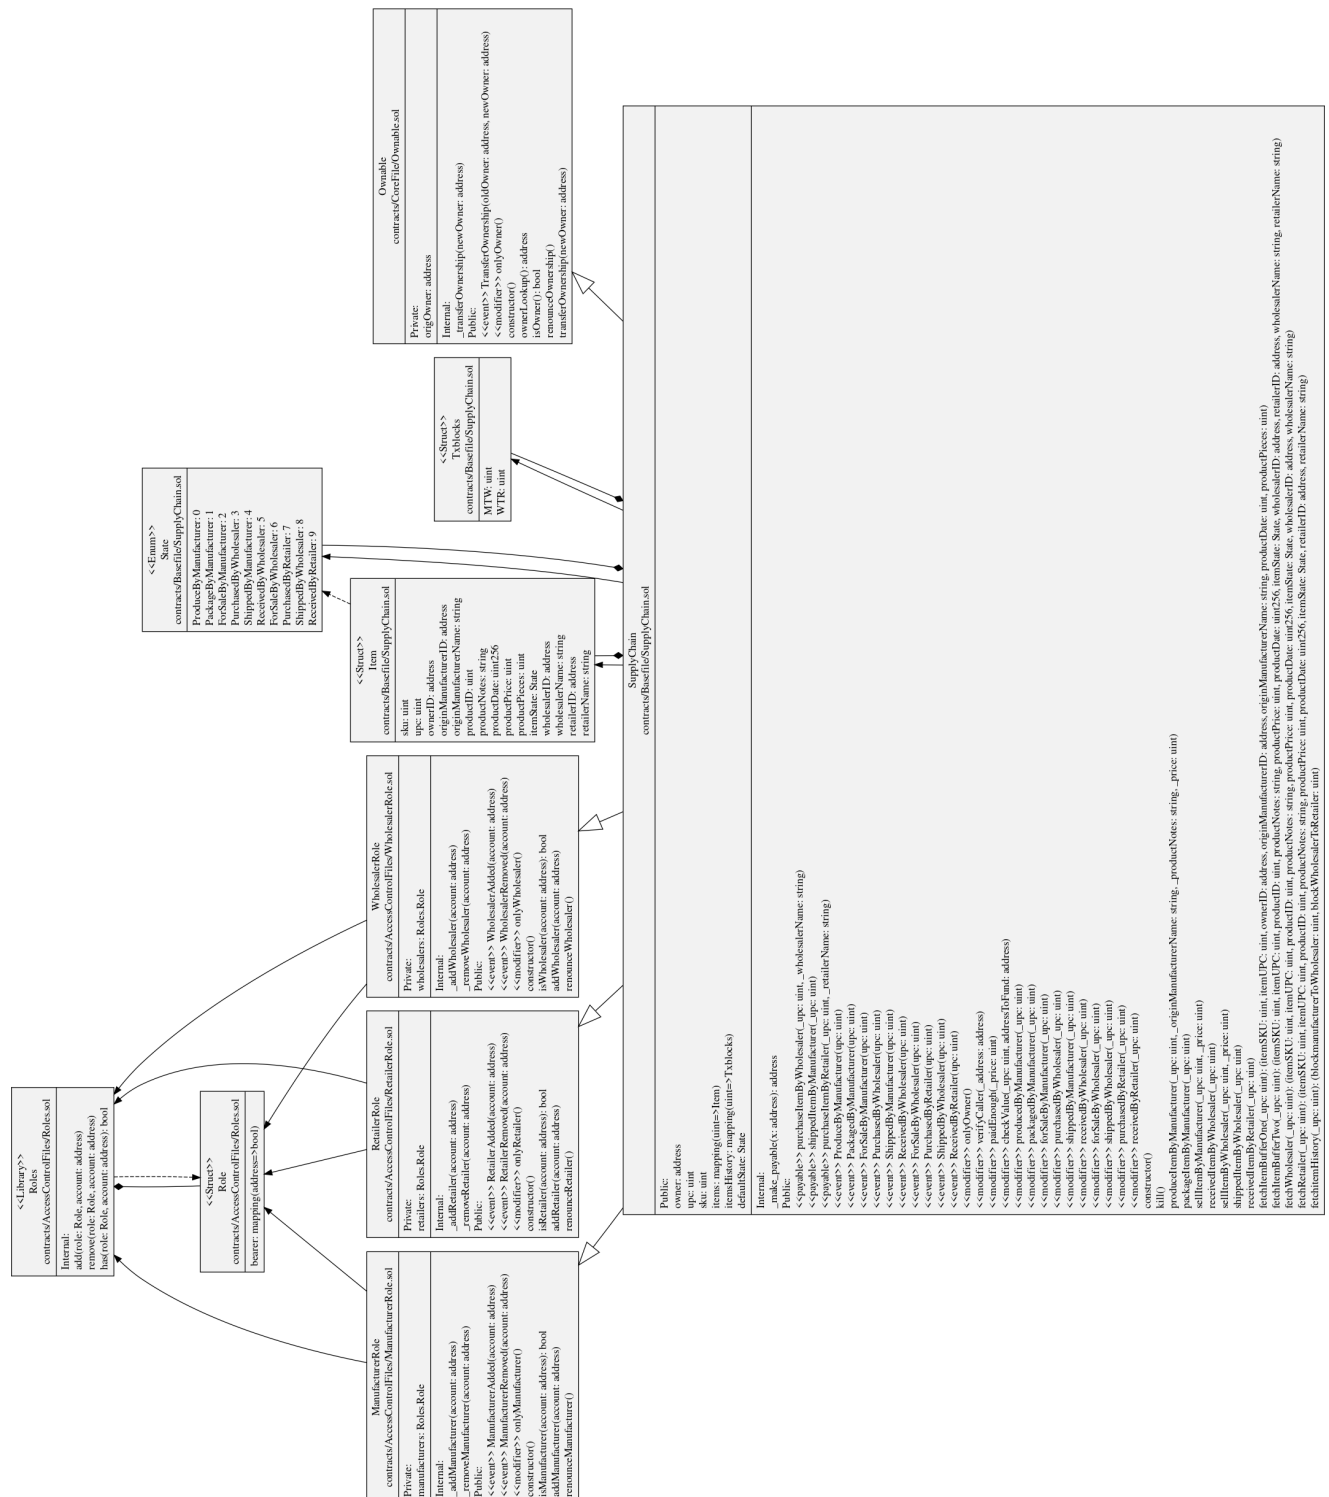 <<Library>>
Roles
contracts/AccessControlFiles/Roles.sol
Internal:
add(role: Role, account: address)
remove(role: Role, account: address)
has(role: Role, account: address): bool
<<Struct>>
Role
contracts/AccessControlFiles/Roles.sol
bearer: mapping(address=>bool)
ManufacturerRole
contracts/AccessControlFiles/ManufacturerRole.sol
Private:
manufacturers: Roles.Role
Internal:
_addManufacturer(account: address)
_removeManufacturer(account: address)
Public:
<<event>> ManufacturerAdded(account: address)
<<event>> ManufacturerRemoved(account: address)
<<modifier>> onlyManufacturer()
constructor()
isManufacturer(account: address): bool
addManufacturer(account: address)
renounceManufacturer()
RetailerRole
contracts/AccessControlFiles/RetailerRole.sol
Private:
retailers: Roles.Role
Internal:
_addRetailer(account: address)
_removeRetailer(account: address)
Public:
<<event>> RetailerAdded(account: address)
<<event>> RetailerRemoved(account: address)
<<modifier>> onlyRetailer()
constructor()
isRetailer(account: address): bool
addRetailer(account: address)
renounceRetailer()
WholesalerRole
contracts/AccessControlFiles/WholesalerRole.sol
Private:
wholesalers: Roles.Role
Internal:
_addWholesaler(account: address)
_removeWholesaler(account: address)
Public:
<<event>> WholesalerAdded(account: address)
<<event>> WholesalerRemoved(account: address)
<<modifier>> onlyWholesaler()
constructor()
isWholesaler(account: address): bool
addWholesaler(account: address)
renounceWholesaler()
<<Struct>>
Item
contracts/Basefile/SupplyChain.sol
sku: uint
upc: uint
ownerID: address
originManufacturerID: address
originManufacturerName: string
productID: uint
productNotes: string
productDate: uint256
productPrice: uint
productPieces: uint
itemState: State
wholesalerID: address
wholesalerName: string
retailerID: address
retailerName: string
<<Enum>>
State
contracts/Basefile/SupplyChain.sol
ProduceByManufacturer: 0
PackageByManufacturer: 1
ForSaleByManufacturer: 2
PurchasedByWholesaler: 3
ShippedByManufacturer: 4
ReceivedByWholesaler: 5
ForSaleByWholesaler: 6
PurchasedByRetailer: 7
ShippedByWholesaler: 8
ReceivedByRetailer: 9
<<Struct>>
Txblocks
contracts/Basefile/SupplyChain.sol
MTW: uint
WTR: uint
Ownable
contracts/CoreFile/Ownable.sol
Private:
origOwner: address
Internal:
_transferOwnership(newOwner: address)
Public:
<<event>> TransferOwnership(oldOwner: address, newOwner: address)
<<modifier>> onlyOwner()
constructor()
ownerLookup(): address
isOwner(): bool
renounceOwnership()
transferOwnership(newOwner: address)
SupplyChain
contracts/Basefile/SupplyChain.sol
Public:
owner: address
upc: uint
sku: uint
items: mapping(uint=>Item)
itemsHistory: mapping(uint=>Txblocks)
defaultState: State
Internal:
_make_payable(x: address): address
Public:
<<payable>> purchaseItemByWholesaler(_upc: uint, _wholesalerName: string)
<<payable>> shippedItemByManufacturer(_upc: uint)
<<payable>> purchaseItemByRetailer(_upc: uint, _retailerName: string)
<<event>> ProduceByManufacturer(upc: uint)
<<event>> PackagedByManufacturer(upc: uint)
<<event>> ForSaleByManufacturer(upc: uint)
<<event>> PurchasedByWholesaler(upc: uint)
<<event>> ShippedByManufacturer(upc: uint)
<<event>> ReceivedByWholesaler(upc: uint)
<<event>> ForSaleByWholesaler(upc: uint)
<<event>> PurchasedByRetailer(upc: uint)
<<event>> ShippedByWholesaler(upc: uint)
<<event>> ReceivedByRetailer(upc: uint)
<<modifier>> onlyOwner()
<<modifier>> verifyCaller(_address: address)
<<modifier>> paidEnough(_price: uint)
<<modifier>> checkValue(_upc: uint, addressToFund: address)
<<modifier>> producedByManufacturer(_upc: uint)
<<modifier>> packagedByManufacturer(_upc: uint)
<<modifier>> forSaleByManufacturer(_upc: uint)
<<modifier>> purchasedByWholesaler(_upc: uint)
<<modifier>> shippedByManufacturer(_upc: uint)
<<modifier>> receivedByWholesaler(_upc: uint)
<<modifier>> forSaleByWholesaler(_upc: uint)
<<modifier>> shippedByWholesaler(_upc: uint)
<<modifier>> purchasedByRetailer(_upc: uint)
<<modifier>> receivedByRetailer(_upc: uint)
constructor()
kill()
produceItemByManufacturer(_upc: uint, _originManufacturerName: string, _productNotes: string, _price: uint)
packageItemByManufacturer(_upc: uint)
sellItemByManufacturer(_upc: uint, _price: uint)
receivedItemByWholesaler(_upc: uint)
sellItemByWholesaler(_upc: uint, _price: uint)
shippedItemByWholesaler(_upc: uint)
receivedItemByRetailer(_upc: uint)
fetchItemBufferOne(_upc: uint): (itemSKU: uint, itemUPC: uint, ownerID: address, originManufacturerID: address, originManufacturerName: string, productDate: uint, productPieces: uint)
fetchItemBufferTwo(_upc: uint): (itemSKU: uint, itemUPC: uint, productID: uint, productNotes: string, productPrice: uint, productDate: uint256, itemState: State, wholesalerID: address, retailerID: address, wholesalerName: string, retailerName: string)
fetchWholesaler(_upc: uint): (itemSKU: uint, itemUPC: uint, productID: uint, productNotes: string, productPrice: uint, productDate: uint256, itemState: State, wholesalerID: address, wholesalerName: string)
fetchRetailer(_upc: uint): (itemSKU: uint, itemUPC: uint, productID: uint, productNotes: string, productPrice: uint, productDate: uint256, itemState: State, retailerID: address, retailerName: string)
fetchitemHistory(_upc: uint): (blockmanufacturerToWholesaler: uint, blockWholesalerToRetailer: uint)